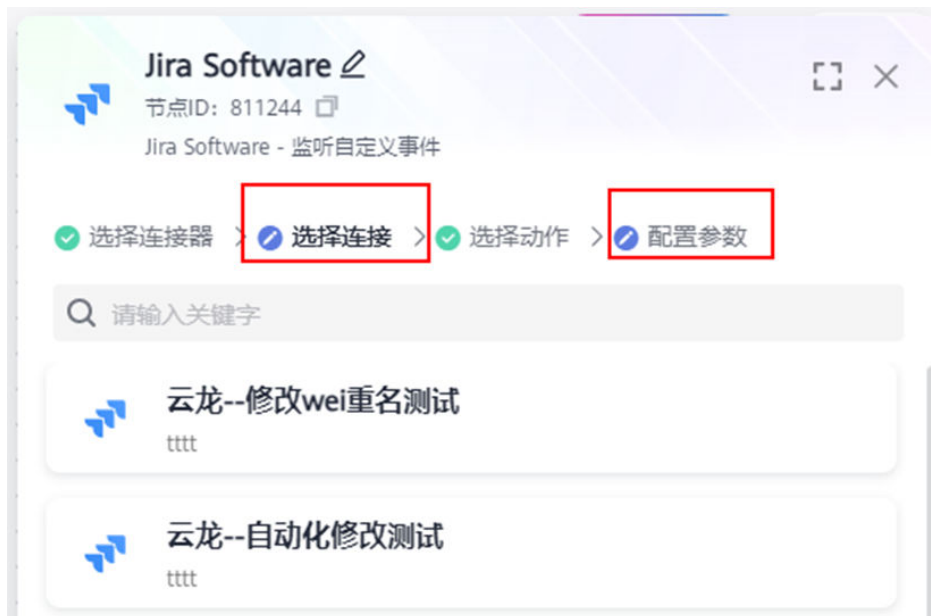 Jira Software
节点ID: 811244
Jira Software - 监听自定义事件
选择连接器 > 选择连接 > 选择动作 > 配置参数
请输入关键字
云龙--修改wei重名测试
tttt
云龙--自动化修改测试
tttt